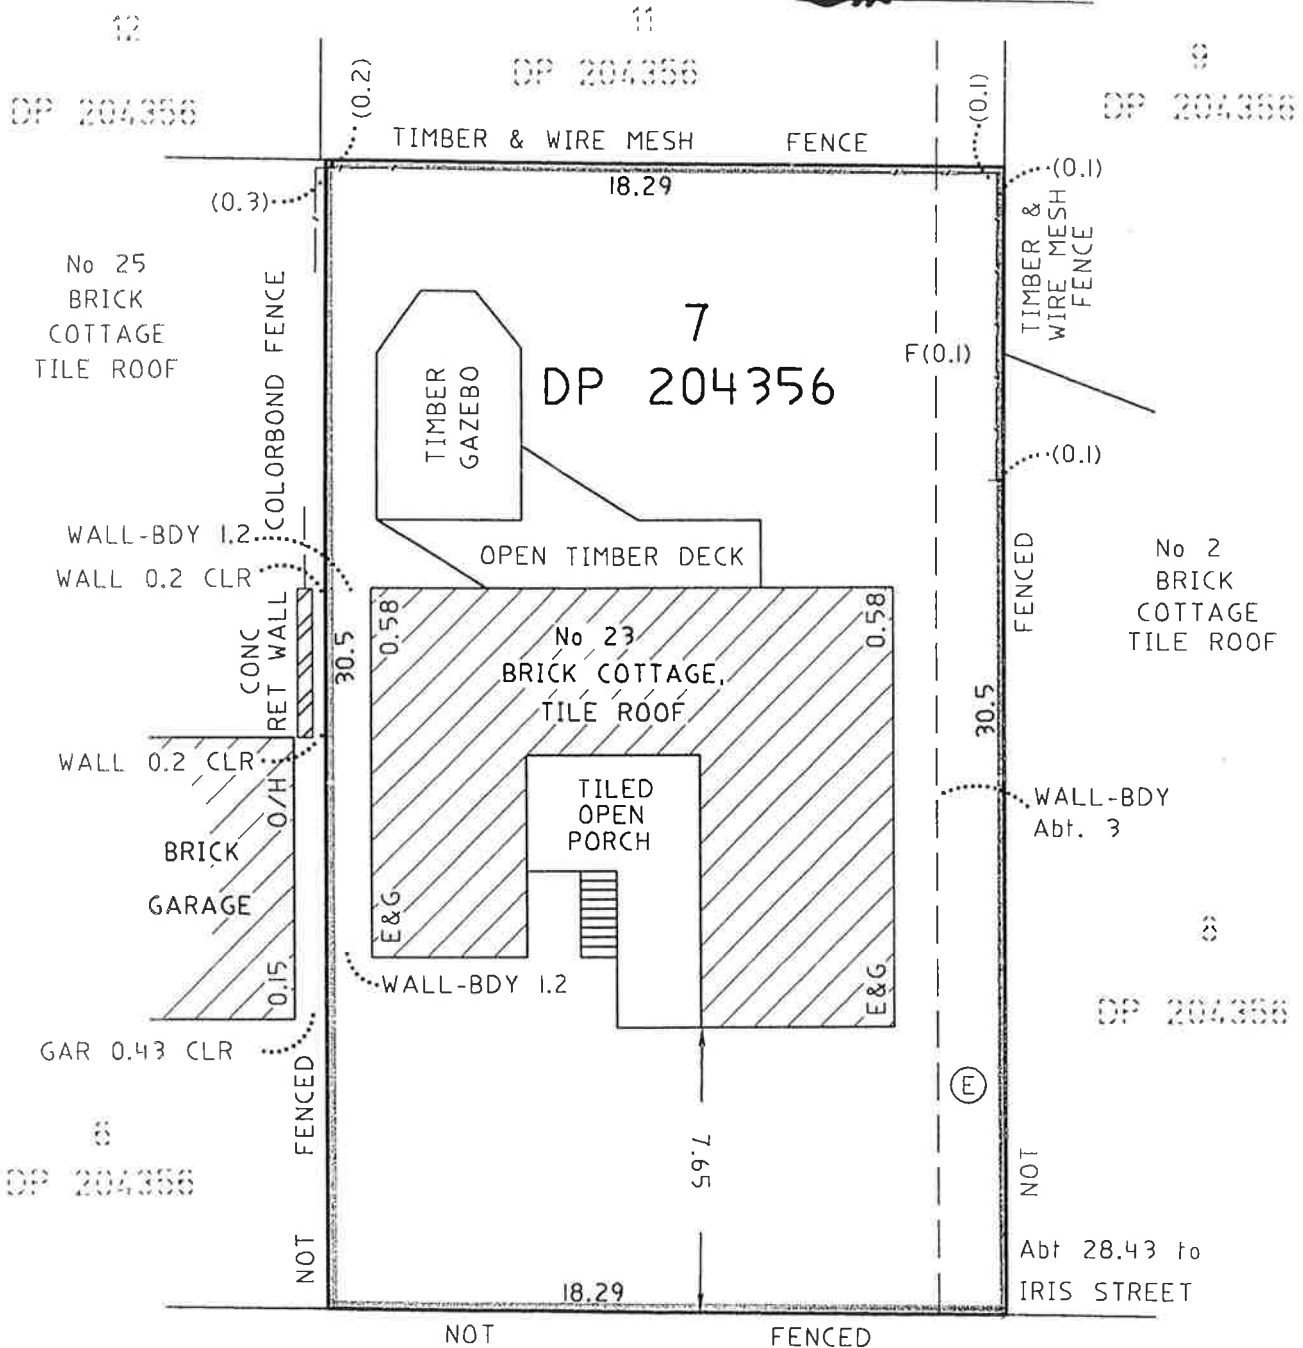 12
11
DP 204356
9
DP 204356
DP 204356
(0.2)
(0.1)
TIMBER & WIRE MESH FENCE
18.29
(0.3)
(0.1)
TIMBER &
WIRE MESH
FENCE
No 25
BRICK
COTTAGE
TILE ROOF
COLORBOND FENCE
TIMBER
GAZEBO
7
DP 204356
F(0.1)
(0.1)
WALL-BDY 1.2
WALL 0.2 CLR
OPEN TIMBER DECK
FENCED
No 2
BRICK
COTTAGE
TILE ROOF
CONC
RET WALL
30.5
0.58
0.58
No 23
BRICK COTTAGE,
TILE ROOF
30.5
WALL 0.2 CLR
O/H
BRICK
GARAGE
0.15
TILED
OPEN
PORCH
WALL-BDY
Abt. 3
E&G
E&G
WALL-BDY 1.2
8
DP 204356
GAR 0.43 CLR
FENCED
E
7.65
6
DP 204356
NOT
NOT
Abt 28.43 to
IRIS STREET
18.29
NOT FENCED